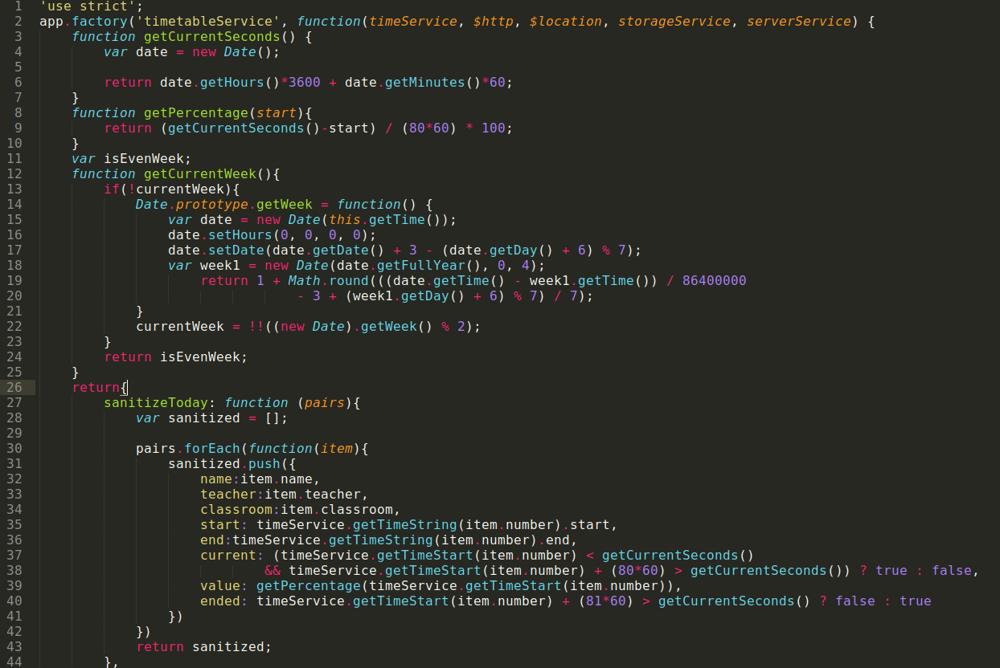 1 'use strict';
2 app.factory('timetableService', function(timeService, $http, $location, storageService, serverService) {
3     function getCurrentSeconds() {
4         var date = new Date();
5
6         return date.getHours()*3600 + date.getMinutes()*60;
7     }
8     function getPercentage(start){
9         return (getCurrentSeconds()-start) / (80*60) * 100;
10     }
11     var isEvenWeek;
12     function getCurrentWeek(){
13         if(!currentWeek){
14             Date.prototype.getWeek = function() {
15                 var date = new Date(this.getTime());
16                 date.setHours(0, 0, 0, 0);
17                 date.setDate(date.getDate() + 3 - (date.getDay() + 6) % 7);
18                 var week1 = new Date(date.getFullYear(), 0, 4);
19                     return 1 + Math.round(((date.getTime() - week1.getTime()) / 86400000
20                                 - 3 + (week1.getDay() + 6) % 7) / 7);
21             }
22             currentWeek = !!((new Date).getWeek() % 2);
23         }
24         return isEvenWeek;
25     }
26     return{
27         sanitizeToday: function (pairs){
28             var sanitized = [];
29
30             pairs.forEach(function(item){
31                 sanitized.push({
32                     name:item.name,
33                     teacher:item.teacher,
34                     classroom:item.classroom,
35                     start: timeService.getTimeString(item.number).start,
36                     end:timeService.getTimeString(item.number).end,
37                     current: (timeService.getTimeStart(item.number) < getCurrentSeconds()
38                             && timeService.getTimeStart(item.number) + (80*60) > getCurrentSeconds()) ? true : false,
39                     value: getPercentage(timeService.getTimeStart(item.number)),
40                     ended: timeService.getTimeStart(item.number) + (81*60) > getCurrentSeconds() ? false : true
41                 })
42             })
43             return sanitized;
44         },